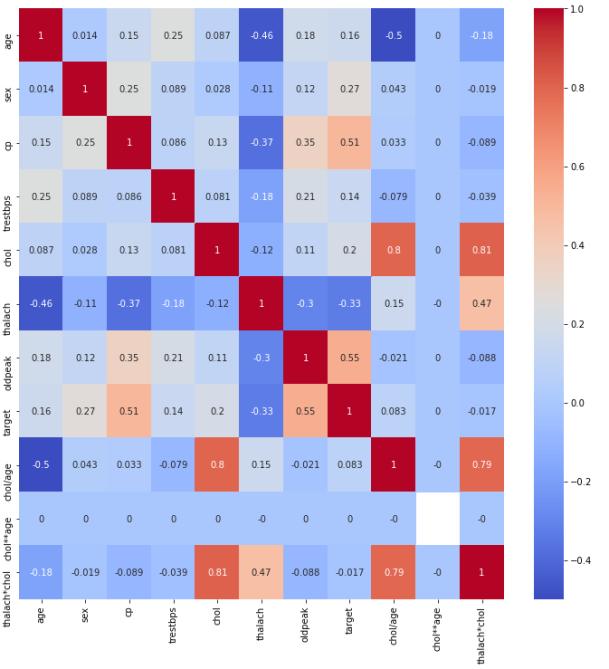 age 1 0.014 0.15 0.25 0.087 -0.46 0.18 0.16 -0.5 0 -0.18
sex 0.014 1 0.25 0.089 0.028 -0.11 0.12 0.27 0.043 0 -0.019
cp 0.15 0.25 1 0.086 0.13 -0.37 0.35 0.51 0.033 0 -0.089
trestbps 0.25 0.089 0.086 1 0.081 -0.18 0.21 0.14 -0.079 0 -0.039
chol 0.087 0.028 0.13 0.081 1 -0.12 0.11 0.2 0.8 0 0.81
thalach -0.46 -0.11 -0.37 -0.18 -0.12 1 -0.3 -0.33 0.15 -0 0.47
oldpeak 0.18 0.12 0.35 0.21 0.11 -0.3 1 0.55 -0.021 0 -0.088
target 0.16 0.27 0.51 0.14 0.2 -0.33 0.55 1 0.083 0 -0.017
chol/age -0.5 0.043 0.033 -0.079 0.8 0.15 -0.021 0.083 1 -0 0.79
chol**age 0 0 0 0 0 -0 0 0 -0 -0
thalach*chol -0.18 -0.019 -0.089 -0.039 0.81 0.47 -0.088 -0.017 0.79 -0 1
age sex cp trestbps chol thalach oldpeak target chol/age chol**age thalach*chol
1.0
0.8
0.6
0.4
0.2
0.0
−0.2
−0.4